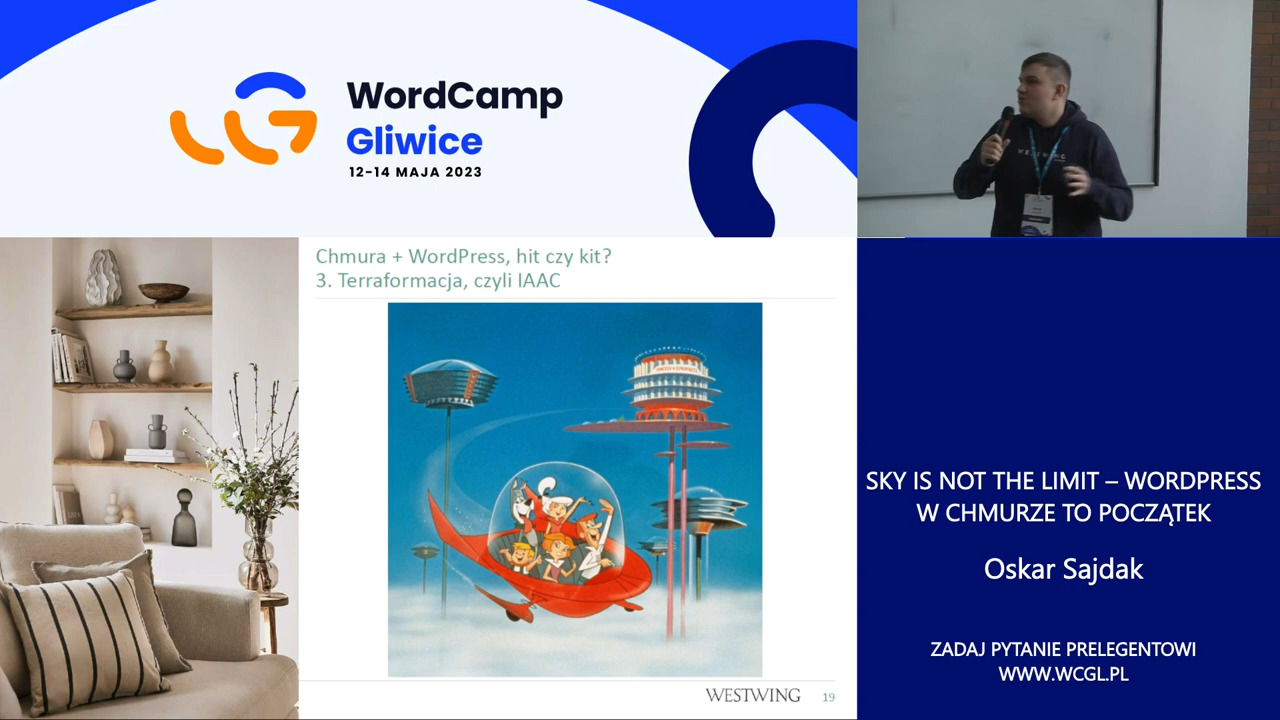 WordCamp
Gliwice
12-14 MAJA 2023
WESTWING
Chmura + WordPress, hit czy kit?
3. Terraformacja, czyli IAAC
WESTWING
19
SKY IS NOT THE LIMIT – WORDPRESS
W CHMURZE TO POCZĄTEK
Oskar Sajdak
ZADAJ PYTANIE PRELEGENTOWI
WWW.WCGL.PL